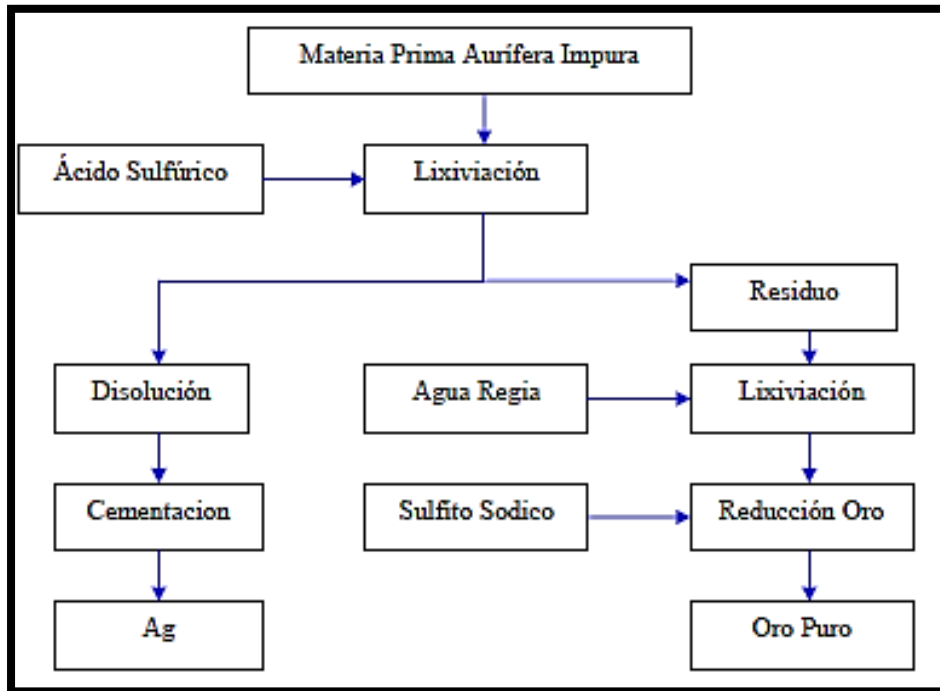 Materia Prima Aurífera Impura
Ácido Sulfúrico
Lixiviación
Residuo
Disolución
Agua Regia
Lixiviación
Cementacion
Sulfito Sodico
Reducción Oro
Ag
Oro Puro